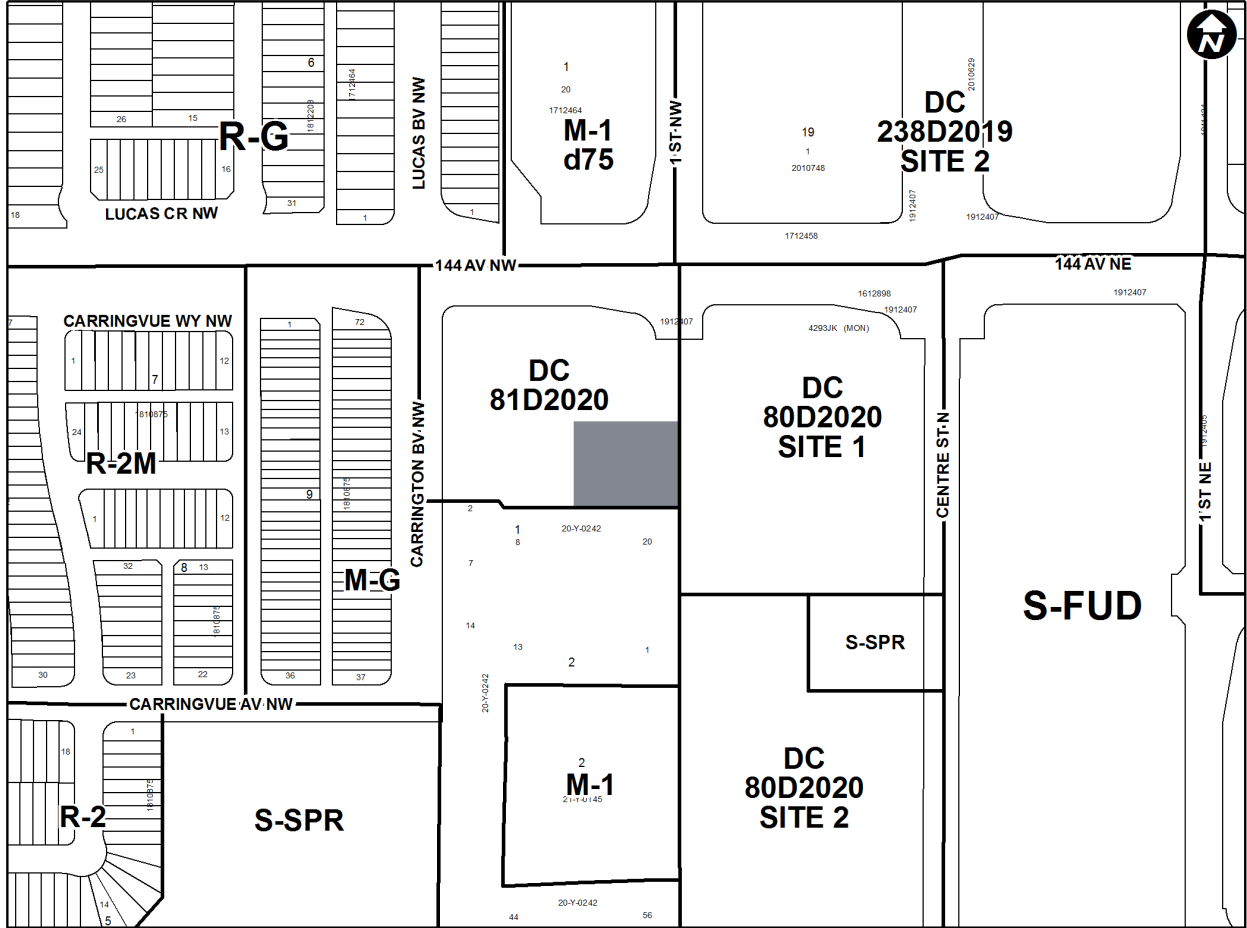 N
6
1
20
1712464
M-1
d75
R-G
26
15
1712464
LUCAS BV NW
25
16
LUCAS CR NW
31
1
1
18
1 ST NW
19
1
2010748
2010629
DC
238D2019
SITE 2
1912407
1912407
1712458
144 AV NW
144 AV NE
CARRINGVUE WY NW
1
7
12
1810875
24
13
R-2M
1
12
32
8
13
1810875
30
23
22
1
72
9
1810875
M-G
36
37
CARRINGTON BV NW
DC
81D2020
1912407
1612898
1912407
4293JK (MON)
DC
80D2020
SITE 1
CENTRE ST N
1912407
1 ST NE
S-FUD
2
1
8
20-Y-0242
20
7
14
13
1
2
20-Y-0242
S-SPR
CARRINGVUE AV NW
1
18
1810875
R-2
S-SPR
14
5
2
M-1
20-Y-0242
44
56
DC
80D2020
SITE 2